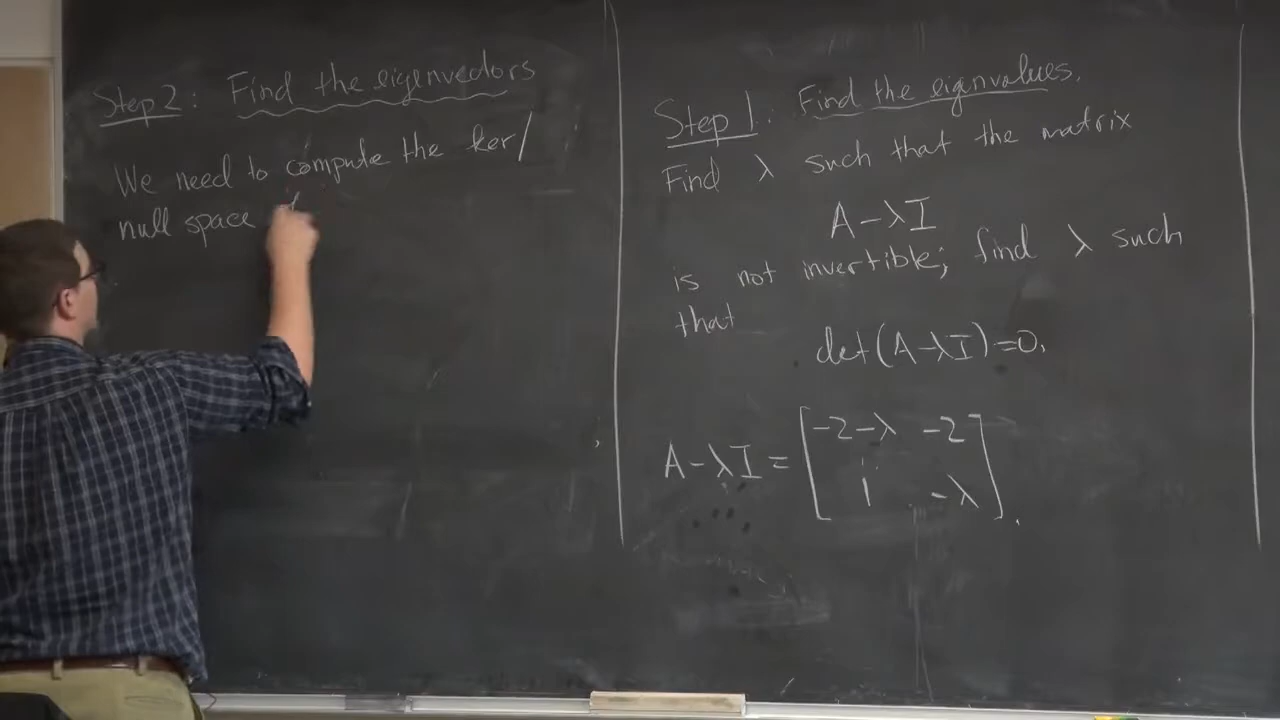 Step 2: Find the eigenvectors
We need to compute the ker/
null space
Step 1: Find the eigenvalues.
Find λ such that the matrix
A-λI
is not invertible; find λ such
that
det(A-λI)=0.
A-λI = [-2-λ -2
1 -λ].